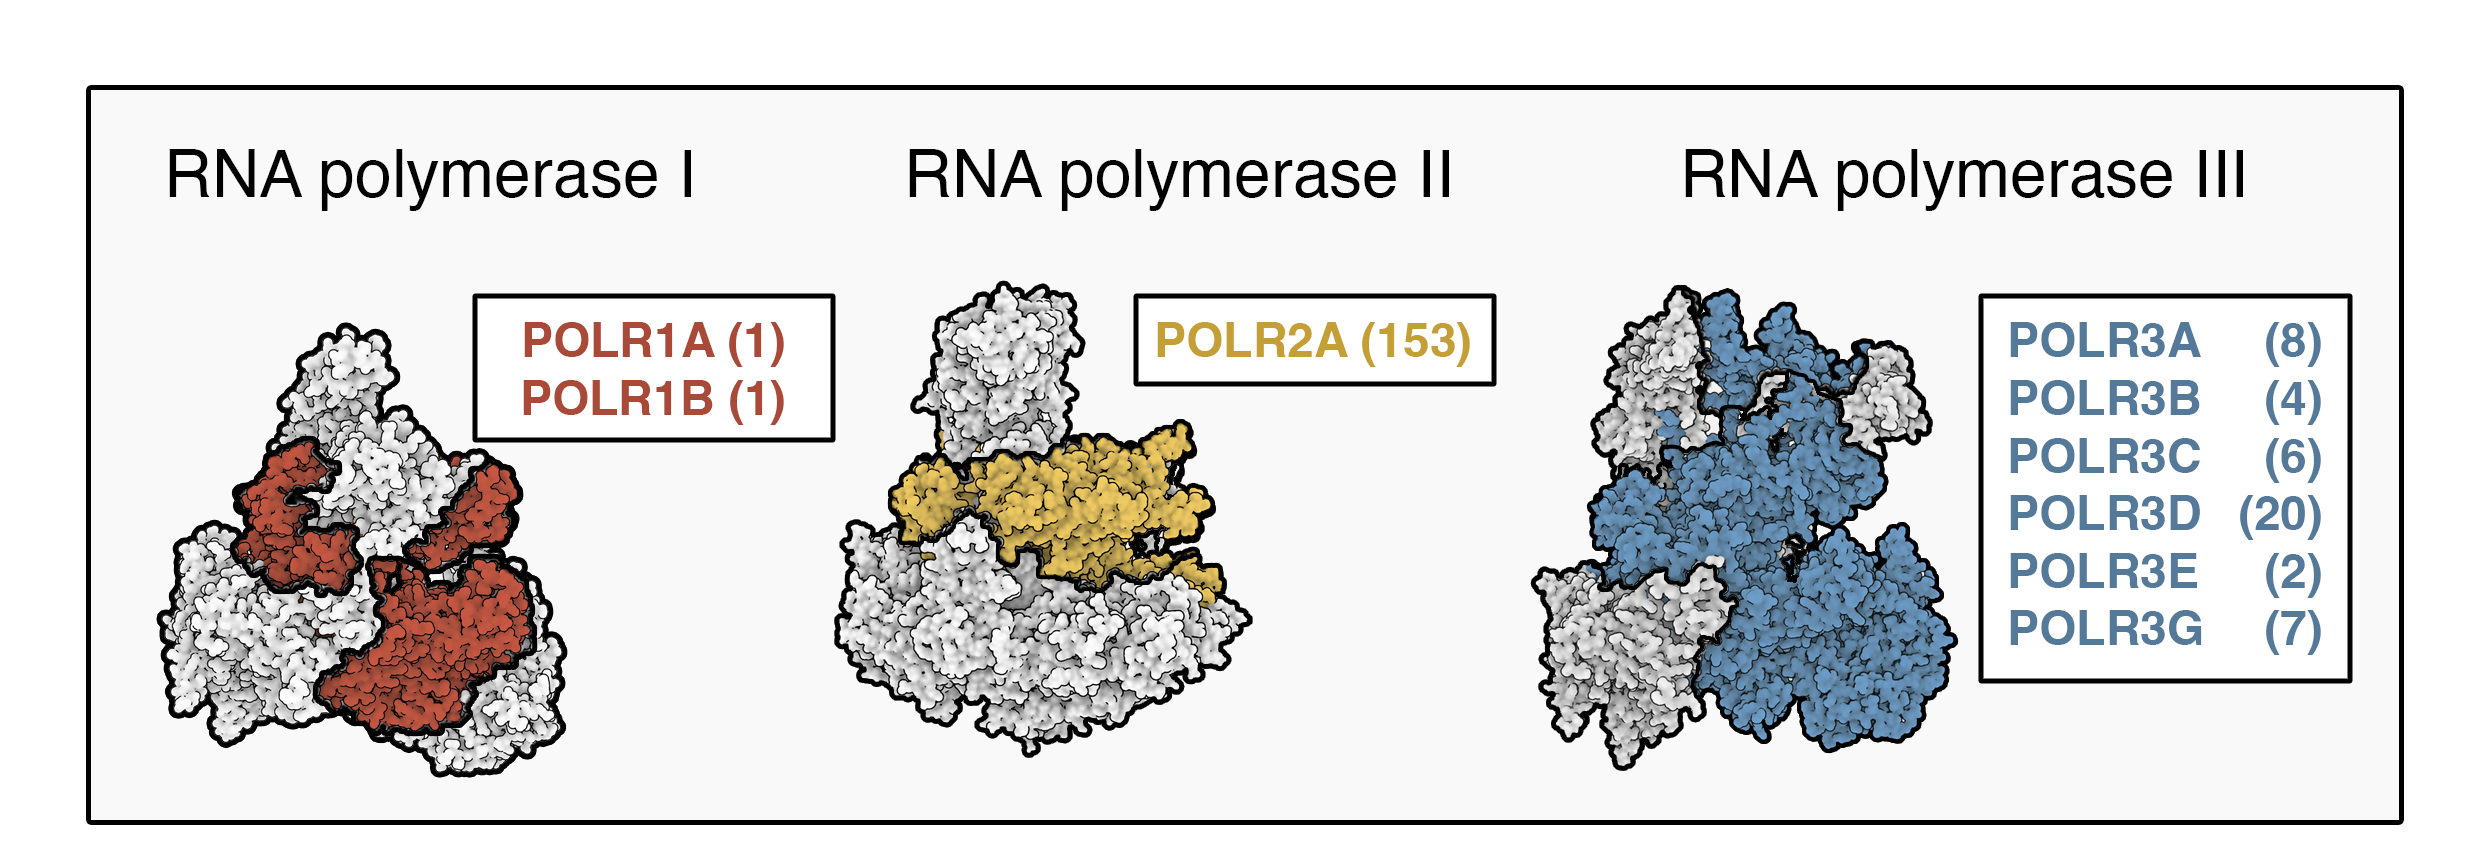 RNA polymerase I
POLR1A (1)
POLR1B (1)
RNA polymerase II
POLR2A (153)
RNA polymerase III
POLR3A (8)
POLR3B (4)
POLR3C (6)
POLR3D (20)
POLR3E (2)
POLR3G (7)